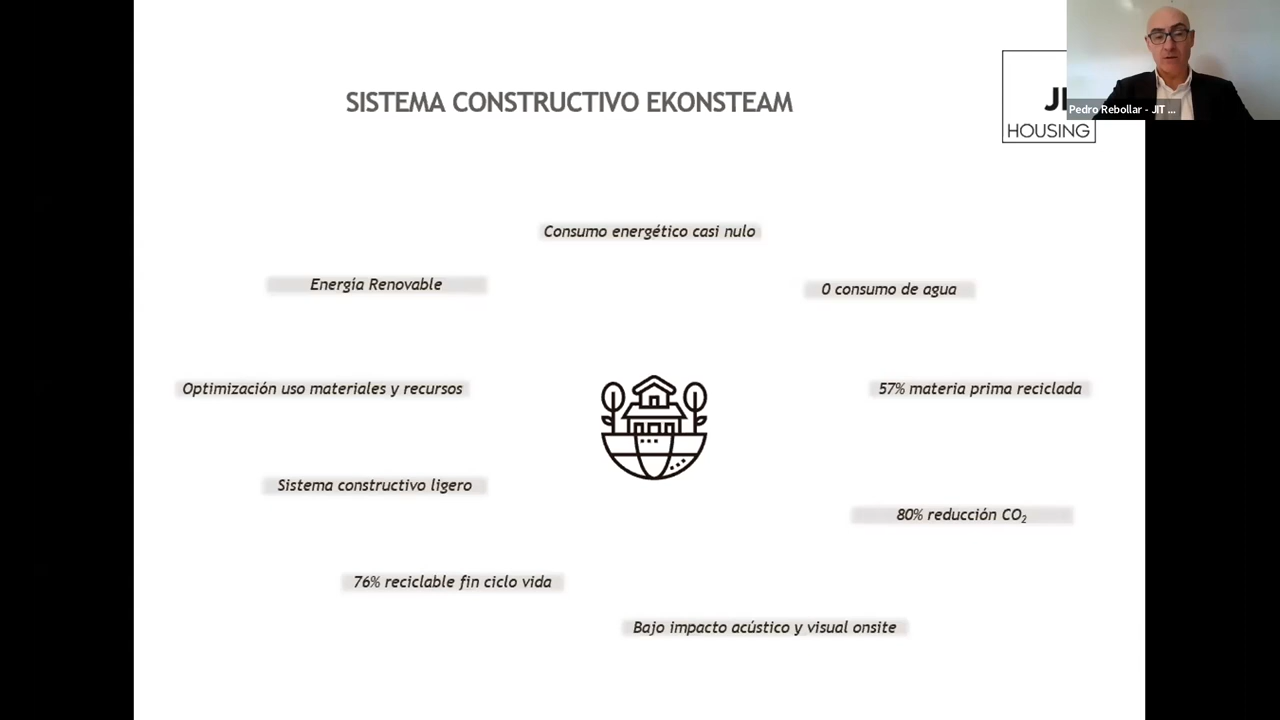 SISTEMA CONSTRUCTIVO EKONSTEAM
HOUSING
Pedro Rebollar - JIT ...
Consumo energético casi nulo
Energía Renovable
0 consumo de agua
Optimización uso materiales y recursos
57% materia prima reciclada
Sistema constructivo ligero
80% reducción CO₂
76% reciclable fin ciclo vida
Bajo impacto acústico y visual onsite